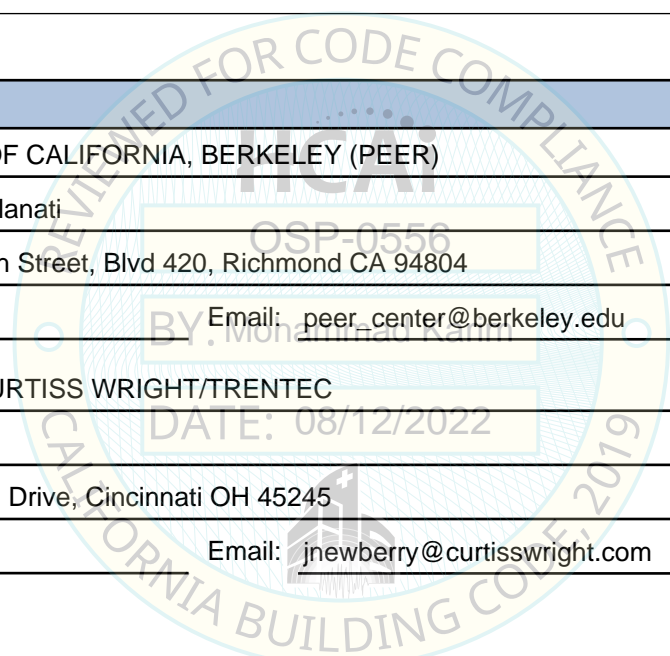 OF CALIFORNIA, BERKELEY (PEER)
lanati
n Street, Blvd 420, Richmond CA 94804
Email: peer_center@berkeley.edu
URTISS WRIGHT/TRENTEC
Drive, Cincinnati OH 45245
Email: jnewberry@curtisswright.com
REVIEWED FOR CODE COMPLIANCE
HCAi
OSP-0556
BY: Mohammad Karim
DATE: 08/12/2022
CALIFORNIA BUILDING CODE, 2019